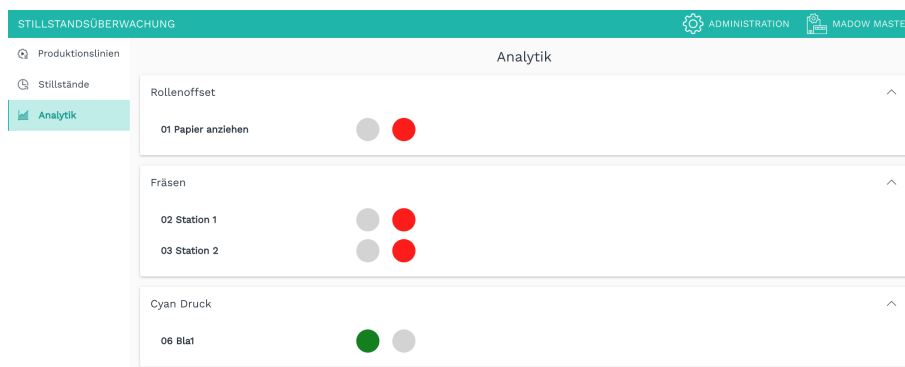 STILLSTANDSÜBERWACHUNG
ADMINISTRATION
MADOW MASTE
Produktionslinien
Stillstände
Analytik
Analytik
Rollenoffset
01 Papier anziehen
Fräsen
02 Station 1
03 Station 2
Cyan Druck
06 Bla1